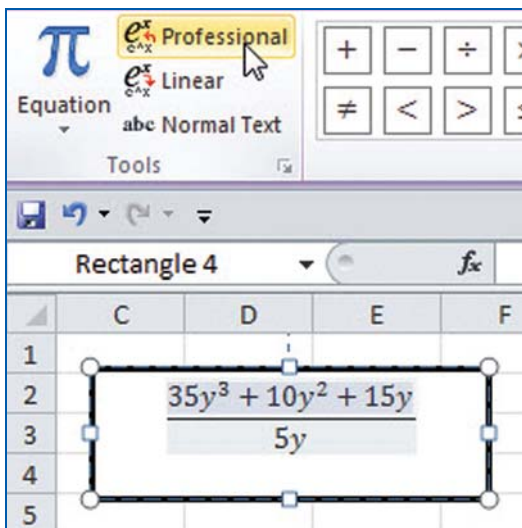 Professional
Linear
abc Normal Text
Equation
Tools
+ − ÷
≠ < >
Rectangle 4
fx
C D E F
1
2
3
4
5
35y³ + 10y² + 15y
5y